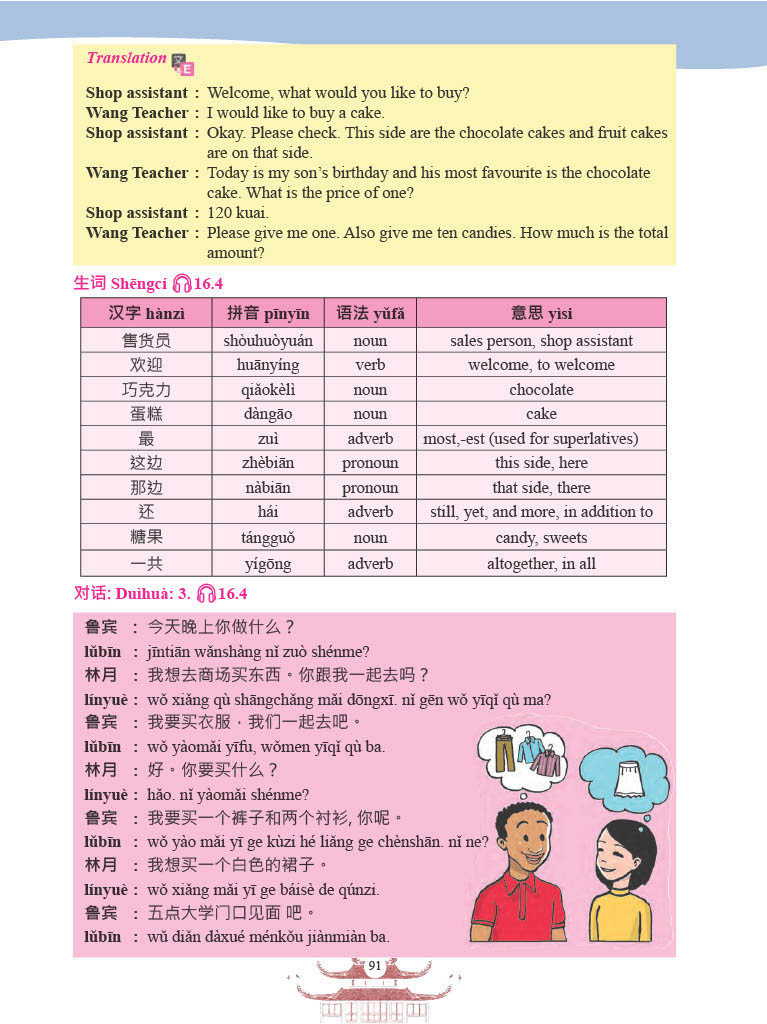 Translation 文 E
Shop assistant : Welcome, what would you like to buy?
Wang Teacher : I would like to buy a cake.
Shop assistant : Okay. Please check. This side are the chocolate cakes and fruit cakes
are on that side.
Wang Teacher : Today is my son's birthday and his most favourite is the chocolate
cake. What is the price of one?
Shop assistant : 120 kuai.
Wang Teacher : Please give me one. Also give me ten candies. How much is the total
amount?
生词 Shēngcí 16.4
汉字 hànzì 拼音 pīnyīn 语法 yǔfǎ 意思 yìsi
售货员 shòuhuòyuán noun sales person, shop assistant
欢迎 huānyíng verb welcome, to welcome
巧克力 qiǎokèlì noun chocolate
蛋糕 dàngāo noun cake
最 zuì adverb most,-est (used for superlatives)
这边 zhèbiān pronoun this side, here
那边 nàbiān pronoun that side, there
还 hái adverb still, yet, and more, in addition to
糖果 tángguǒ noun candy, sweets
一共 yígōng adverb altogether, in all
对话: Duìhuà: 3. 16.4
鲁宾 : 今天晚上你做什么？
lǔbīn : jīntiān wǎnshàng nǐ zuò shénme?
林月 : 我想去商场买东西。你跟我一起去吗？
línyuè : wǒ xiǎng qù shāngchǎng mǎi dōngxī. nǐ gēn wǒ yīqǐ qù ma?
鲁宾 : 我要买衣服，我们一起去吧。
lǔbīn : wǒ yàomǎi yīfu, wǒmen yīqǐ qù ba.
林月 : 好。你要买什么？
línyuè : hǎo. nǐ yàomǎi shénme?
鲁宾 : 我要买一个裤子和两个衬衫, 你呢。
lǔbīn : wǒ yào mǎi yī ge kùzi hé liǎng ge chènshān. nǐ ne?
林月 : 我想买一个白色的裙子。
línyuè : wǒ xiǎng mǎi yī ge báisè de qúnzi.
鲁宾 : 五点大学门口见面 吧。
lǔbīn : wǔ diǎn dàxué ménkǒu jiànmiàn ba.
91